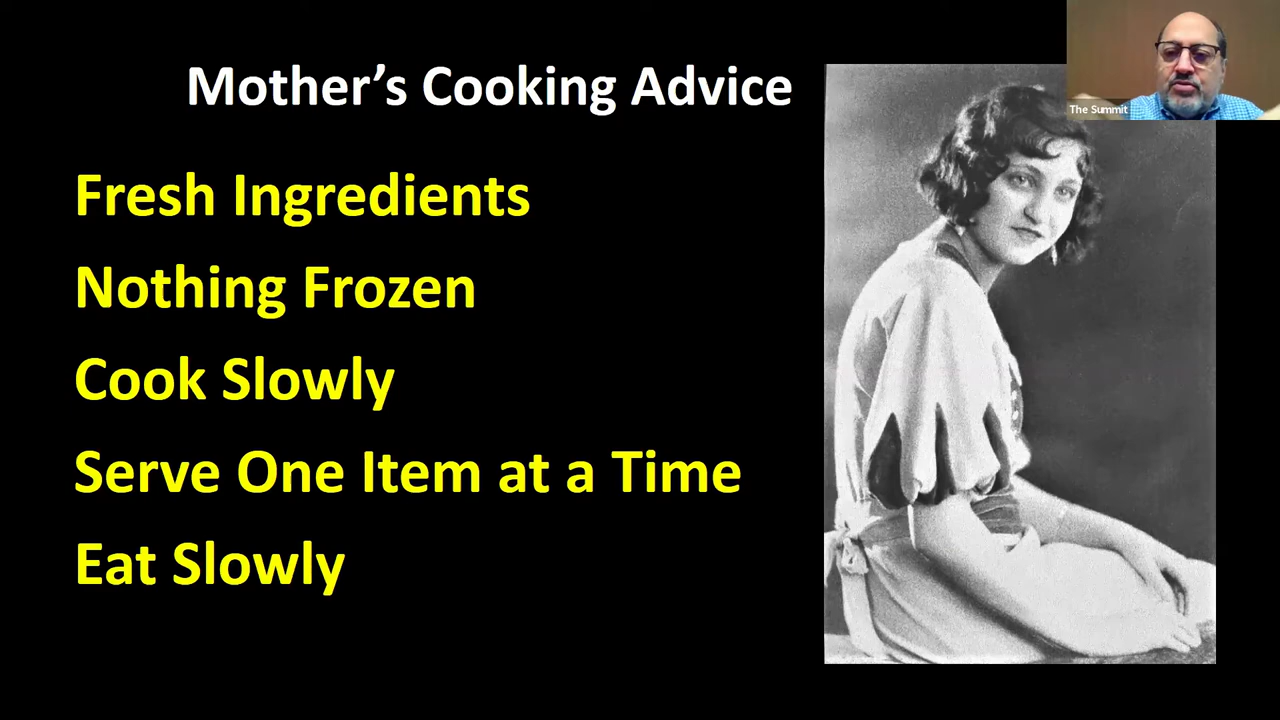 Mother’s Cooking Advice
The Summit
Fresh Ingredients
Nothing Frozen
Cook Slowly
Serve One Item at a Time
Eat Slowly